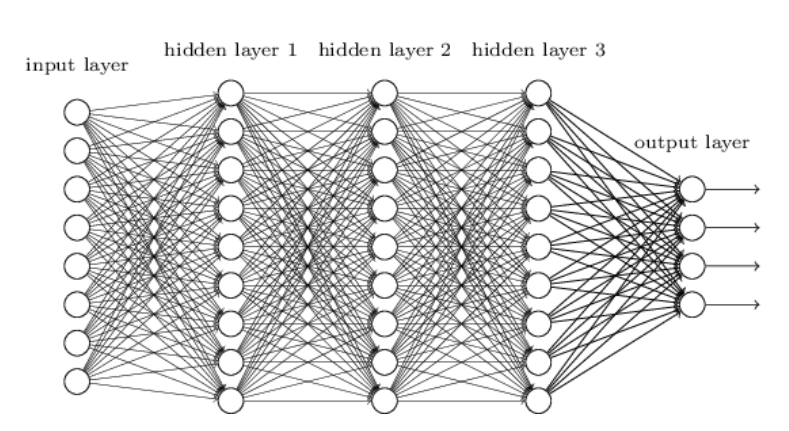 input layer
hidden layer 1
hidden layer 2
hidden layer 3
output layer